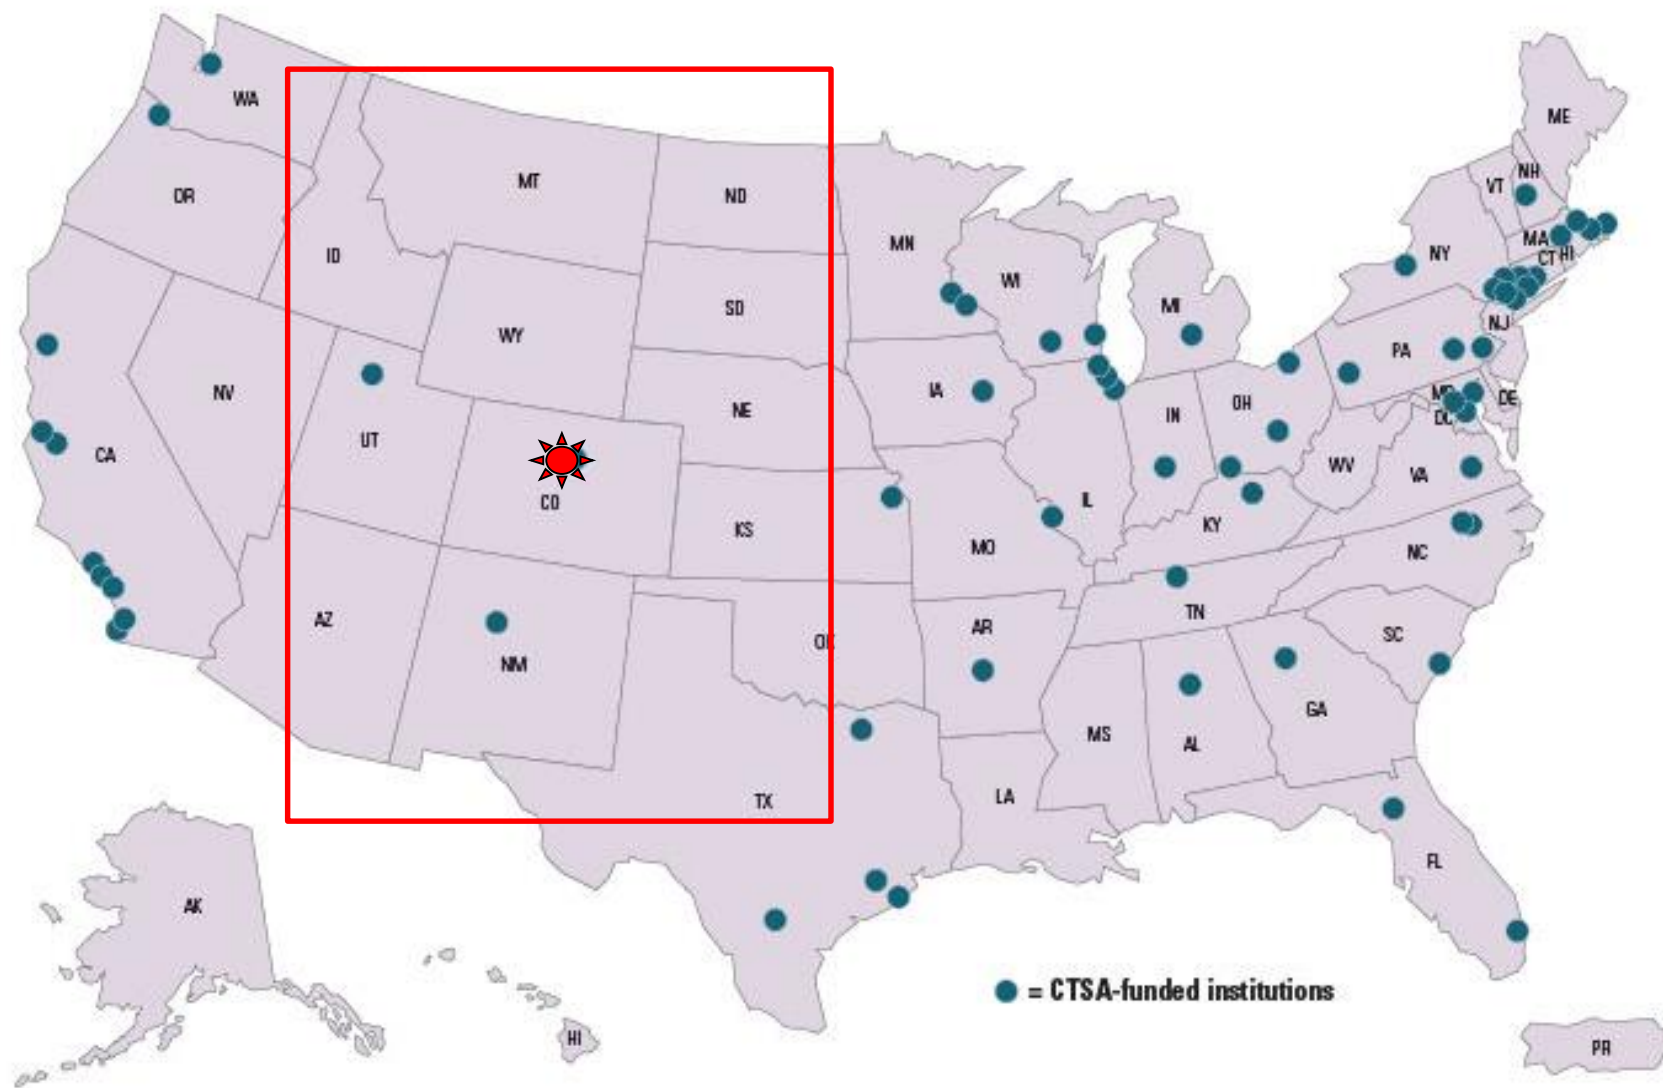 WA
ME
MT
NH
VT
OR
ND
MN
MA
HI
NY
CT
ID
WI
SD
MI
NJ
WY
PA
NV
IA
NE
OH
DE
IN
DC
UT
CA
WV
VA
CO
IL
KY
KS
MO
NC
AZ
AR
TN
SC
OK
NM
GA
MS
AL
LA
TX
FL
AK
= CTSA-funded institutions
HI
PR